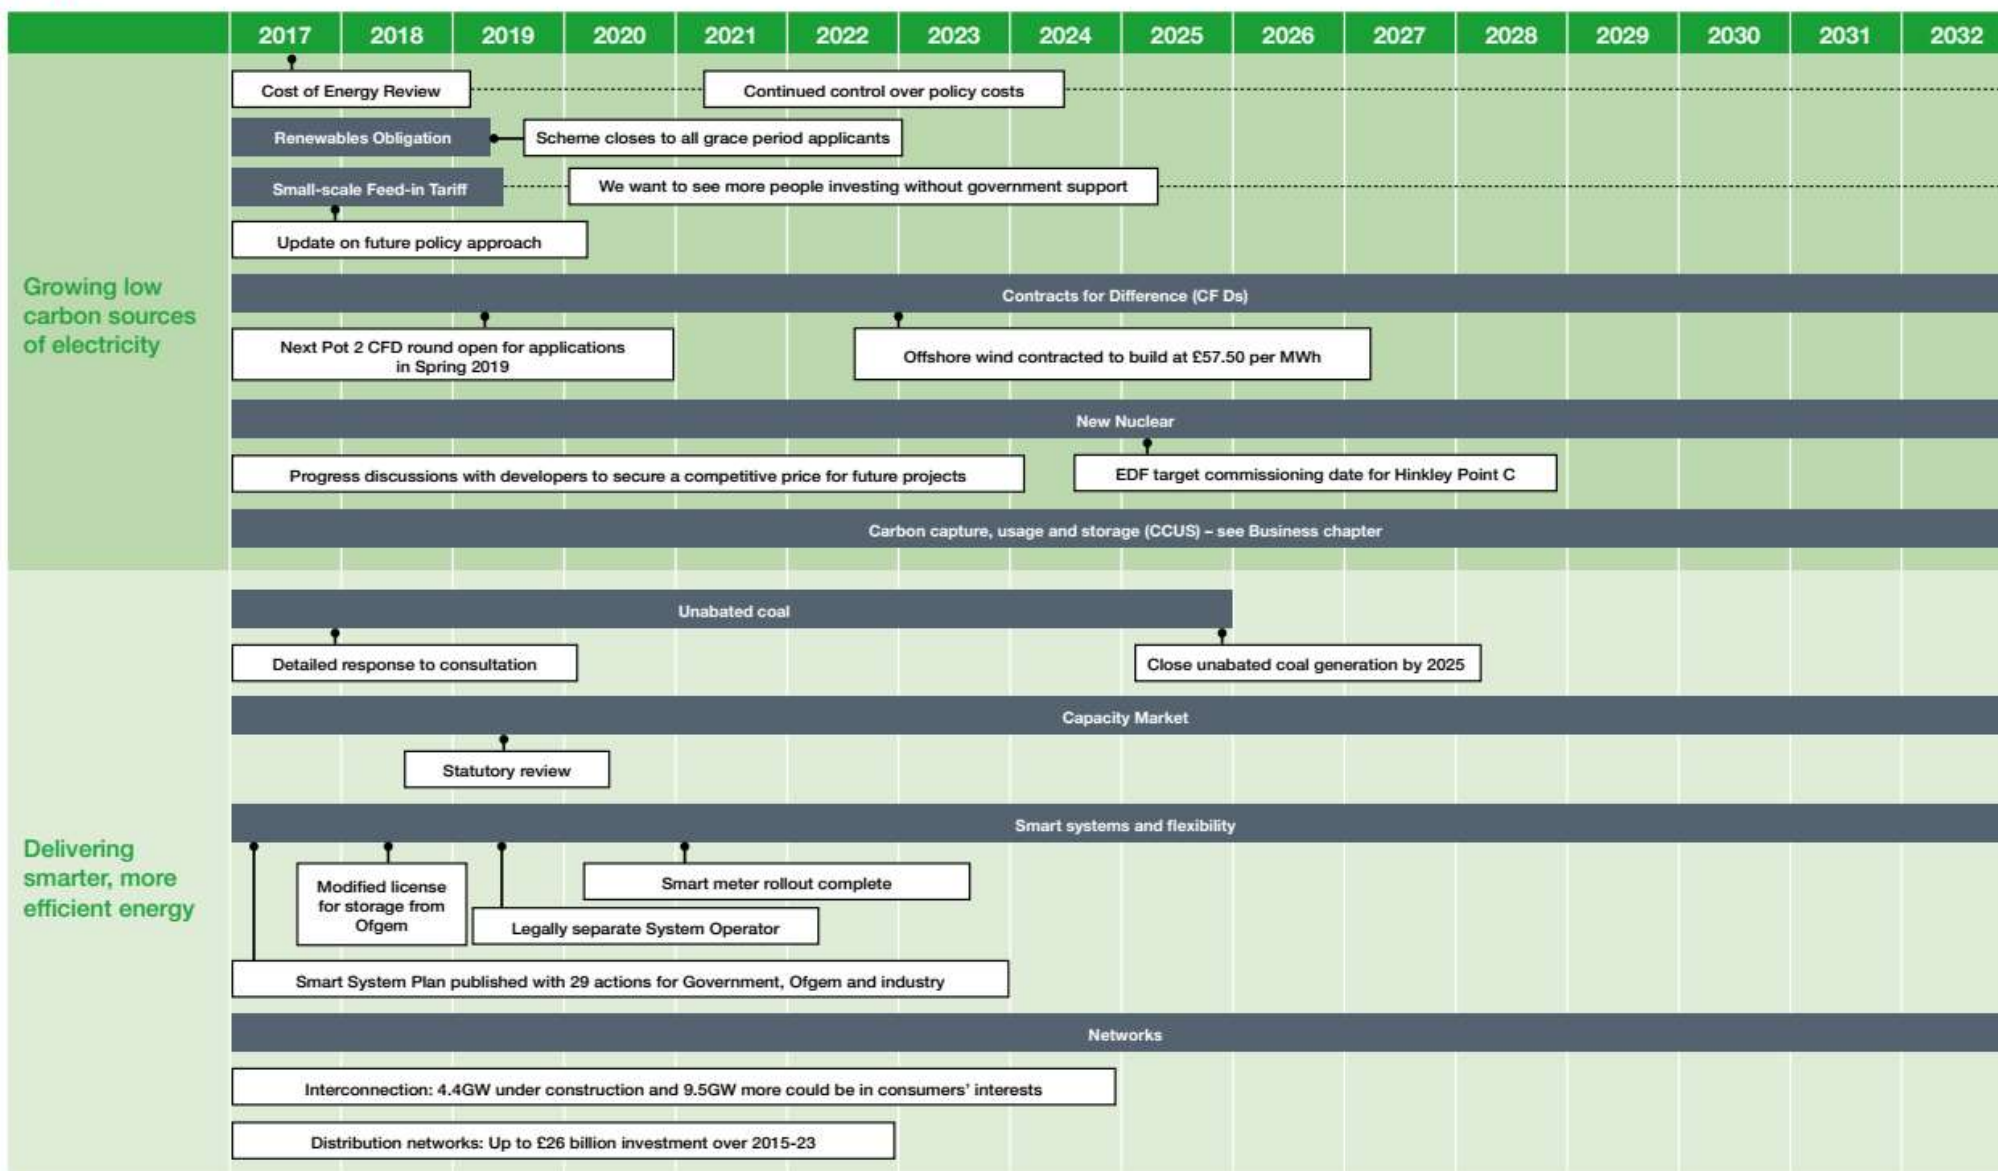 2017 2018 2019 2020 2021 2022 2023 2024 2025 2026 2027 2028 2029 2030 2031 2032
Growing low
carbon sources
of electricity
Cost of Energy Review
Continued control over policy costs
Renewables Obligation
Scheme closes to all grace period applicants
Small-scale Feed-in Tariff
We want to see more people investing without government support
Update on future policy approach
Contracts for Difference (CF Ds)
Next Pot 2 CFD round open for applications
in Spring 2019
Offshore wind contracted to build at £57.50 per MWh
New Nuclear
Progress discussions with developers to secure a competitive price for future projects
EDF target commissioning date for Hinkley Point C
Carbon capture, usage and storage (CCUS) – see Business chapter
Delivering
smarter, more
efficient energy
Unabated coal
Detailed response to consultation
Close unabated coal generation by 2025
Capacity Market
Statutory review
Smart systems and flexibility
Modified license
for storage from
Ofgem
Smart meter rollout complete
Legally separate System Operator
Smart System Plan published with 29 actions for Government, Ofgem and industry
Networks
Interconnection: 4.4GW under construction and 9.5GW more could be in consumers’ interests
Distribution networks: Up to £26 billion investment over 2015-23